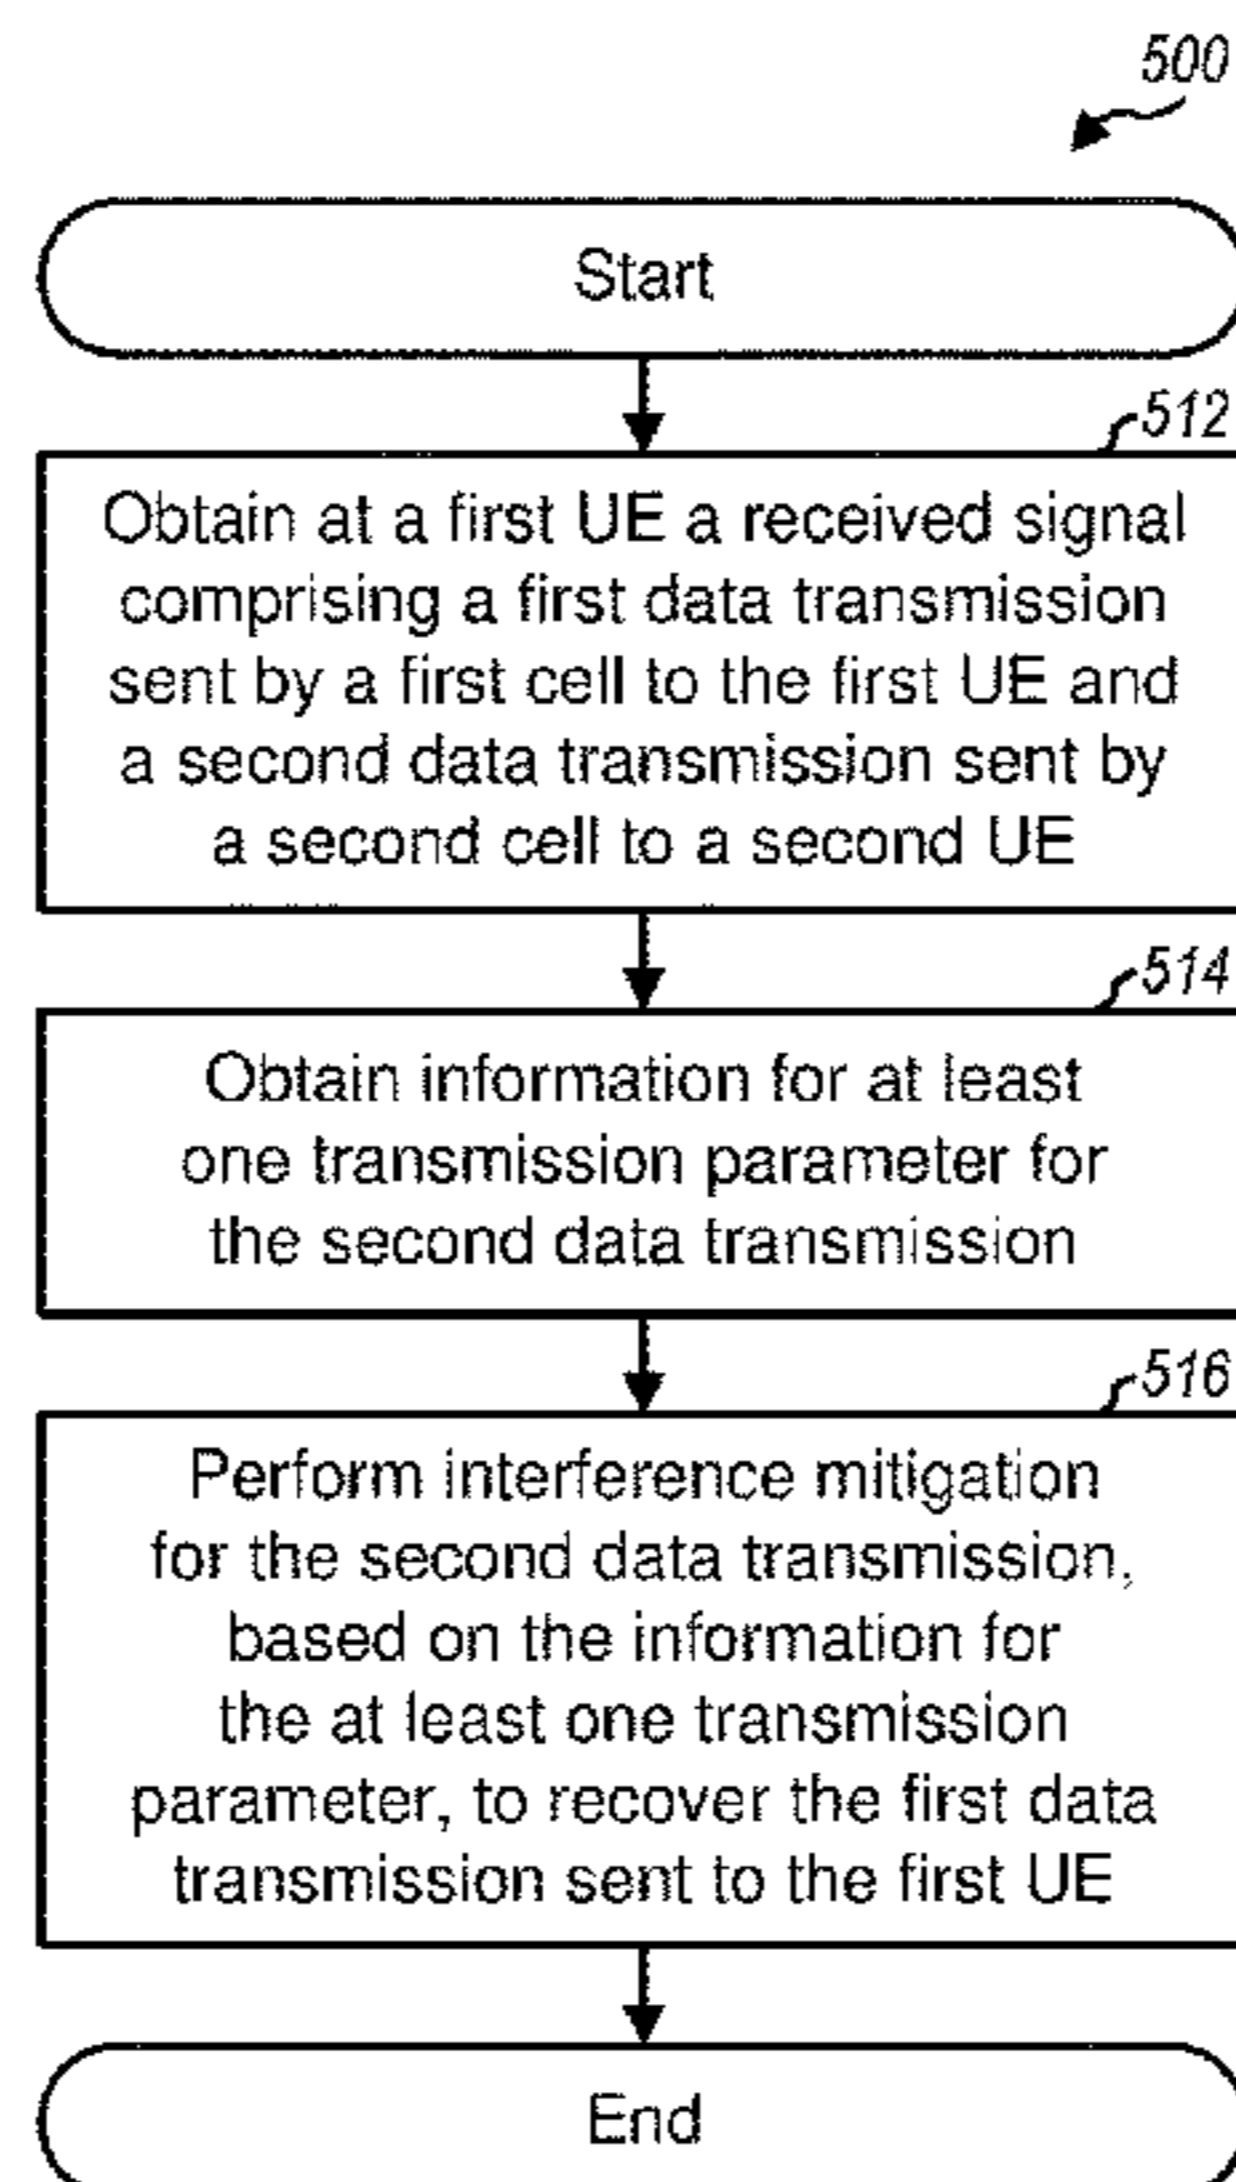 500
Start
512
Obtain at a first UE a received signal
comprising a first data transmission
sent by a first cell to the first UE and
a second data transmission sent by
a second cell to a second UE
514
Obtain information for at least
one transmission parameter for
the second data transmission
516
Perform interference mitigation
for the second data transmission,
based on the information for
the at least one transmission
parameter, to recover the first data
transmission sent to the first UE
End